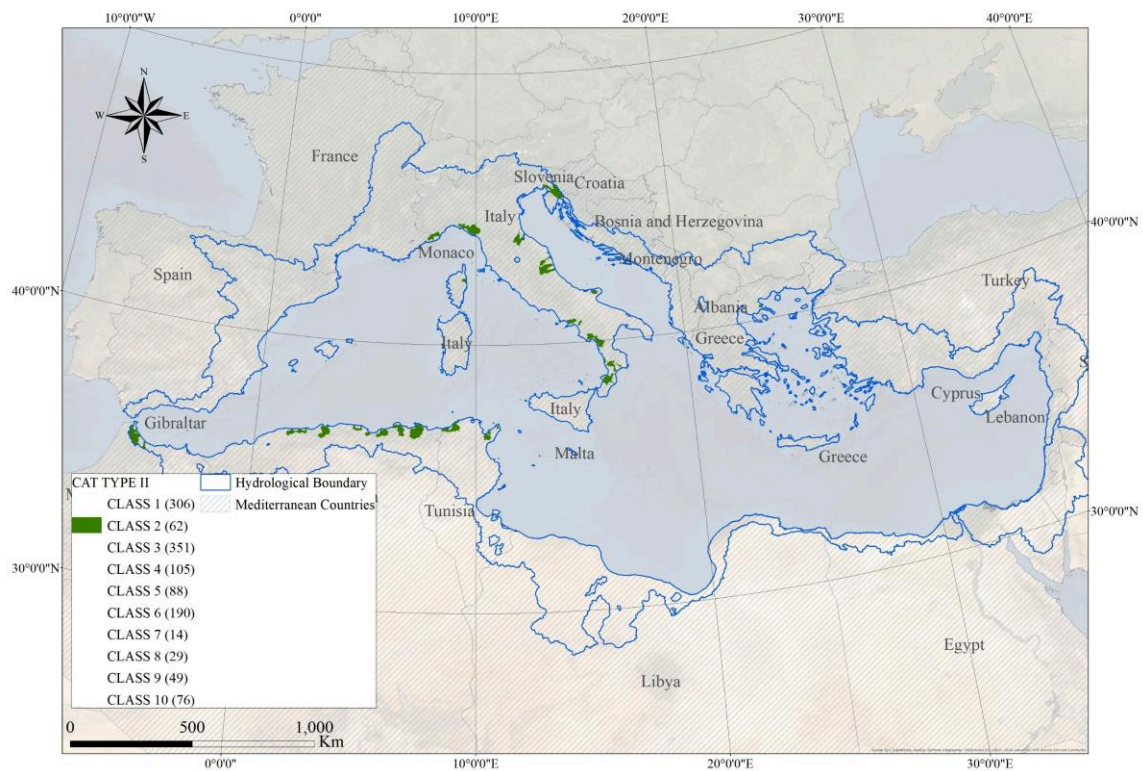 10°0'0"W 0°0'0" 10°0'0"E 20°0'0"E 30°0'0"E 40°0'0"E
N
W E
S
France
Slovenia Croatia
Italy
Bosnia and Herzegovina
40°0'0"N
Monaco
Montenegro
Spain
Turkey
40°0'0"N
Albania
Italy
Greece
Cyprus
Italy
Lebanon
Gibraltar
Malta
Greece
CAT TYPE II
Hydrological Boundary
Mediterranean Countries
CLASS 1 (306)
CLASS 2 (62)
CLASS 3 (351)
CLASS 4 (105)
CLASS 5 (88)
CLASS 6 (190)
CLASS 7 (14)
CLASS 8 (29)
CLASS 9 (49)
CLASS 10 (76)
Tunisia
30°0'0"N
30°0'0"N
Egypt
Libya
0 500 1,000
Km
0°0'0" 10°0'0"E 20°0'0"E 30°0'0"E